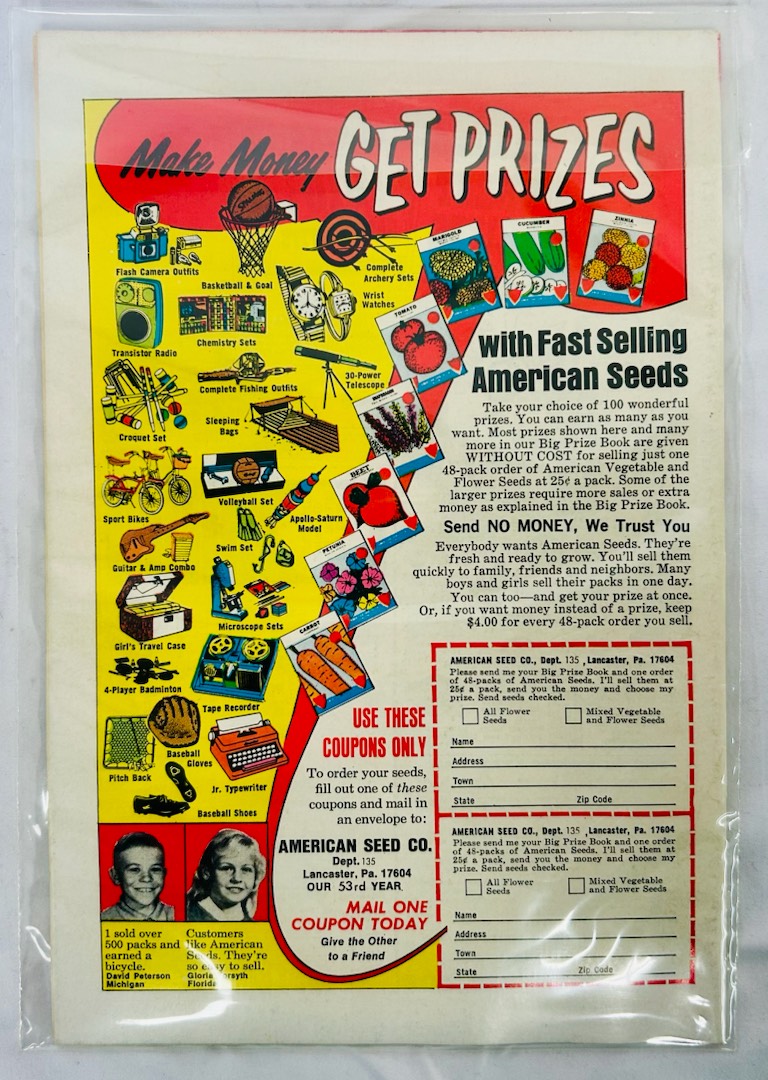 Make Money GET PRIZES
SPALDING
Flash Camera Outfits
Basketball & Goal
Complete
Archery Sets
Wrist
Watches
Transistor Radio
Chemistry Sets
Complete Fishing Outfits
30-Power
Telescope
Croquet Set
Sleeping
Bags
Sport Bikes
Volleyball Set
Apollo-Saturn
Model
Guitar & Amp Combo
Swim Set
Girl's Travel Case
Microscope Sets
4-Player Badminton
Tape Recorder
Pitch Back
Baseball
Gloves
Jr. Typewriter
Baseball Shoes
MARIGOLD
CUCUMBER
ZINNIA
TOMATO
BEET
PETUNIA
CARROT
with Fast Selling
American Seeds
Take your choice of 100 wonderful
prizes. You can earn as many as you
want. Most prizes shown here and many
more in our Big Prize Book are given
WITHOUT COST for selling just one
48-pack order of American Vegetable and
Flower Seeds at 25¢ a pack. Some of the
larger prizes require more sales or extra
money as explained in the Big Prize Book.
Send NO MONEY, We Trust You
Everybody wants American Seeds. They're
fresh and ready to grow. You'll sell them
quickly to family, friends and neighbors. Many
boys and girls sell their packs in one day.
You can too—and get your prize at once.
Or, if you want money instead of a prize, keep
$4.00 for every 48-pack order you sell.
USE THESE
COUPONS ONLY
To order your seeds,
fill out one of these
coupons and mail in
an envelope to:
AMERICAN SEED CO.
Dept. 135
Lancaster, Pa. 17604
OUR 53rd YEAR
MAIL ONE
COUPON TODAY
Give the Other
to a Friend
AMERICAN SEED CO., Dept. 135 , Lancaster, Pa. 17604
Please send me your Big Prize Book and one order
of 48-packs of American Seeds. I'll sell them at
25¢ a pack, send you the money and choose my
prize. Send seeds checked.
All Flower
Seeds
Mixed Vegetable
and Flower Seeds
Name
Address
Town
State Zip Code
AMERICAN SEED CO., Dept. 135 , Lancaster, Pa. 17604
Please send me your Big Prize Book and one order
of 48-packs of American Seeds. I'll sell them at
25¢ a pack, send you the money and choose my
prize. Send seeds checked.
All Flower
Seeds
Mixed Vegetable
and Flower Seeds
Name
Address
Town
State Zip Code
1 sold over
500 packs and
earned a
bicycle.
David Peterson
Michigan
Customers
like American
Seeds. They're
so easy to sell.
Gloria Forsyth
Florida